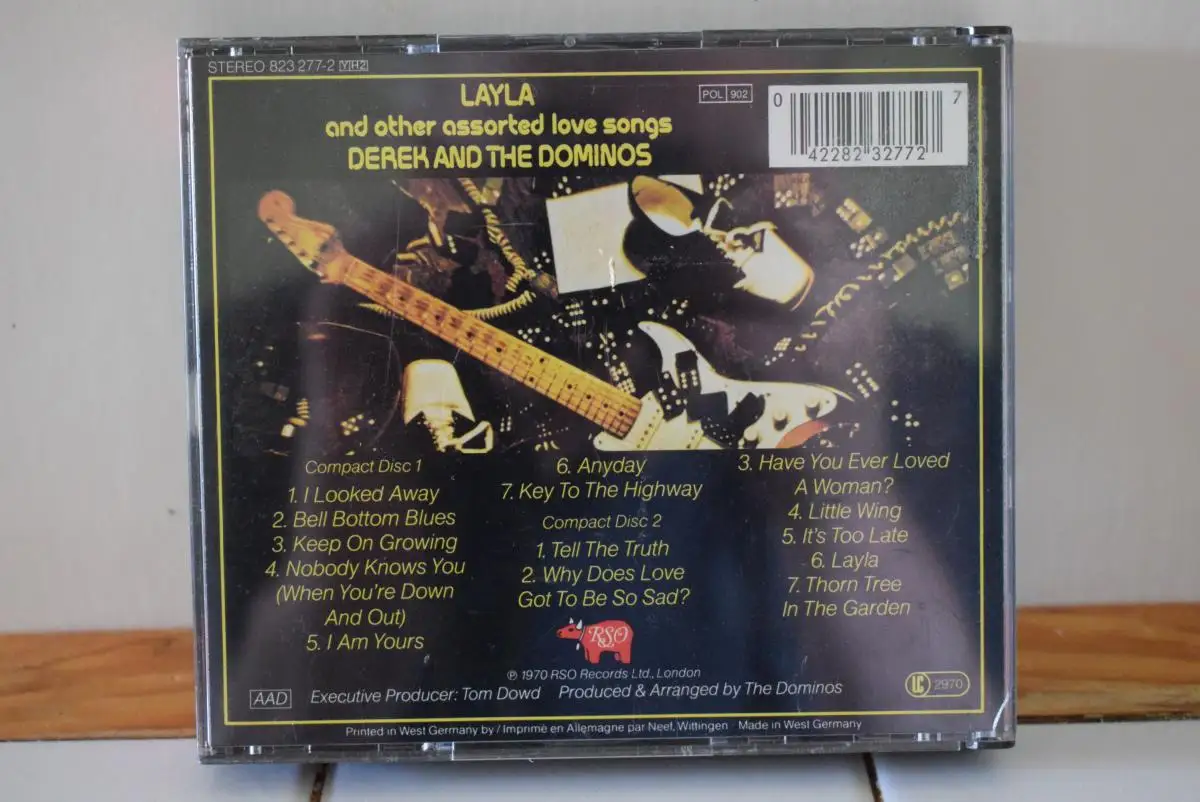 STEREO 823 277-2 YH2
LAYLA
and other assorted love songs
DEREK AND THE DOMINOS
POL 902
0 42282 32772 7
Compact Disc 1
1. I Looked Away
2. Bell Bottom Blues
3. Keep On Growing
4. Nobody Knows You
(When You're Down
And Out)
5. I Am Yours
6. Anyday
7. Key To The Highway
Compact Disc 2
1. Tell The Truth
2. Why Does Love
Got To Be So Sad?
3. Have You Ever Loved
A Woman?
4. Little Wing
5. It's Too Late
6. Layla
7. Thorn Tree
In The Garden
RSO
℗ 1970 RSO Records Ltd., London
AAD Executive Producer: Tom Dowd Produced & Arranged by The Dominos
LC 2970
Printed in West Germany by / Imprimé en Allemagne par Neef, Wittingen · Made in West Germany